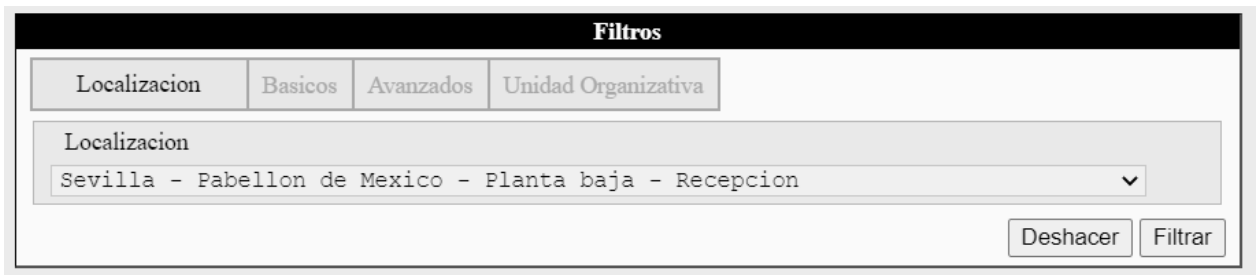 Filtros
Localizacion Basicos Avanzados Unidad Organizativa
Localizacion
Sevilla - Pabellon de Mexico - Planta baja - Recepcion
Deshacer Filtrar